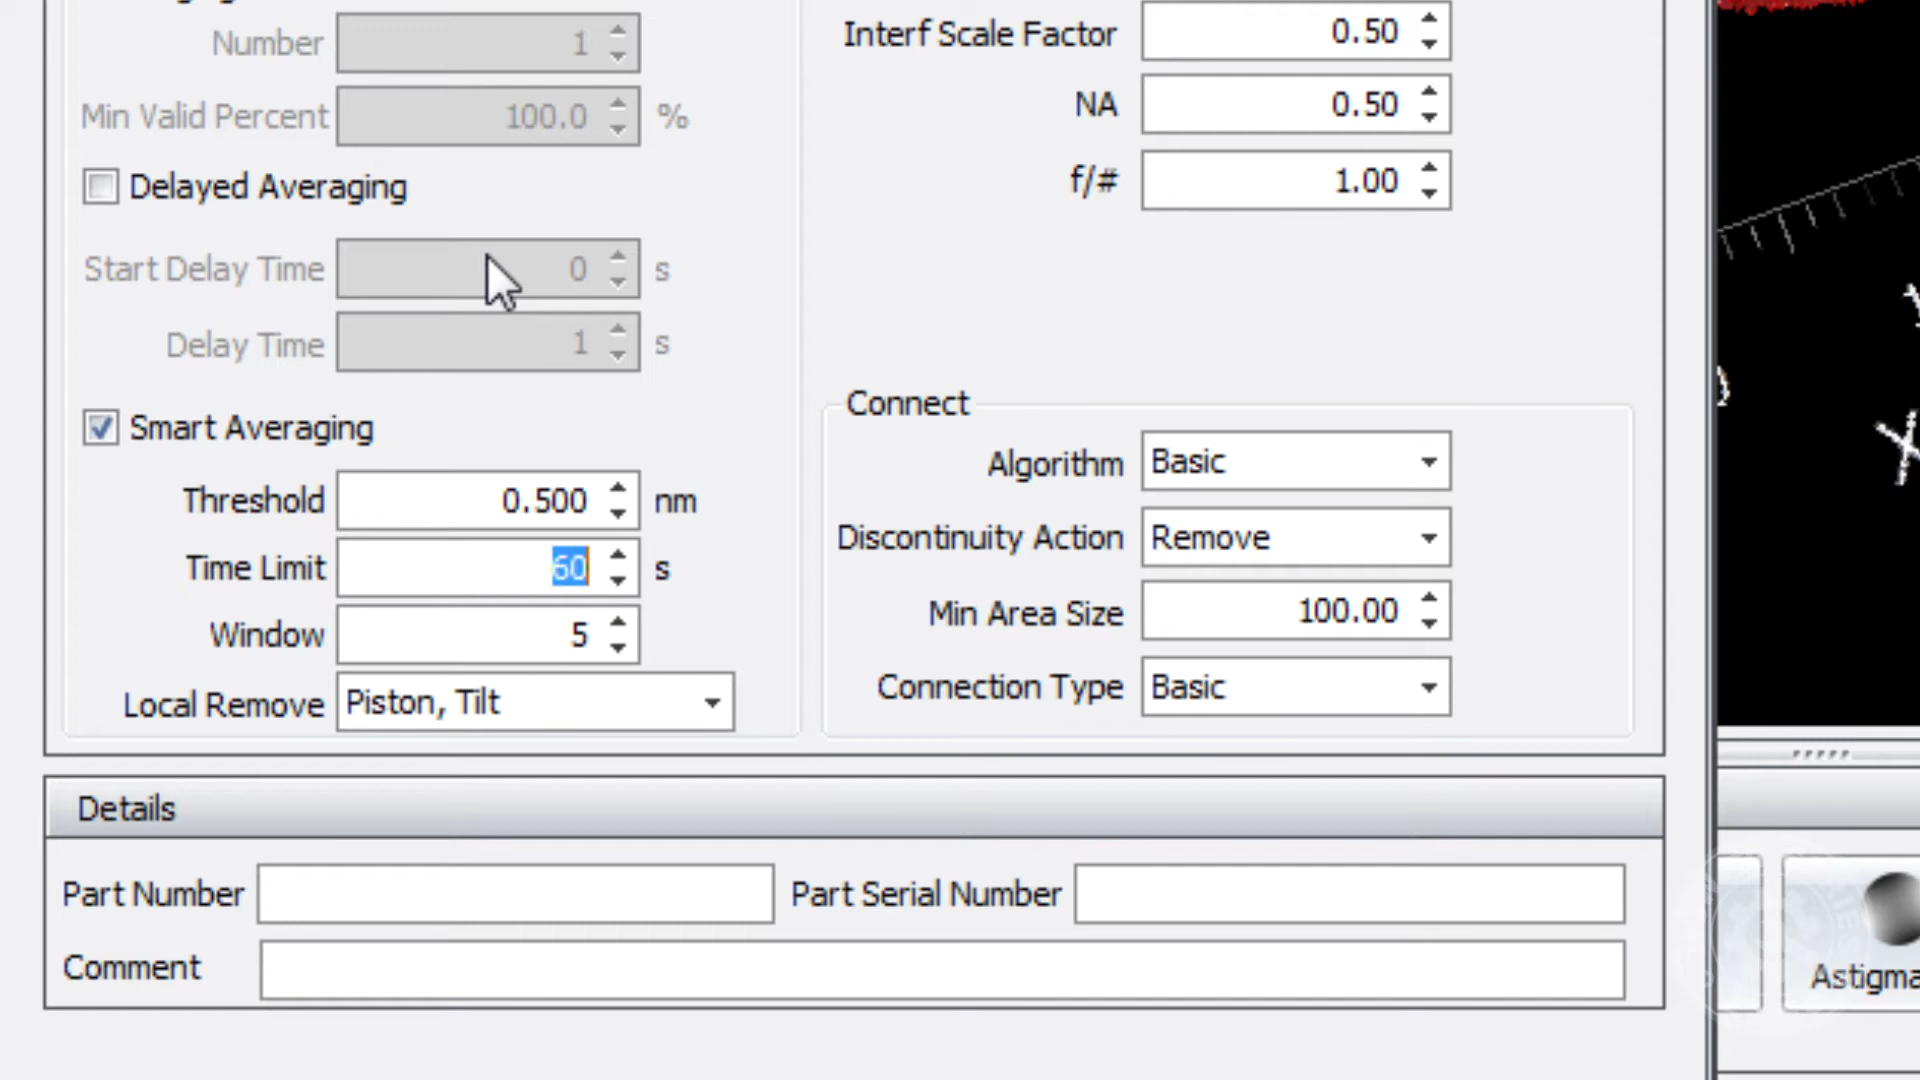 Number 1
Interf Scale Factor 0.50
Min Valid Percent 100.0 %
NA 0.50
Delayed Averaging
f/# 1.00
Start Delay Time 0 s
Delay Time 1 s
Smart Averaging
Threshold 0.500 nm
Time Limit 60 s
Window 5
Local Remove Piston, Tilt
Connect
Algorithm Basic
Discontinuity Action Remove
Min Area Size 100.00
Connection Type Basic
X
Details
Part Number
Part Serial Number
Comment
Astigma